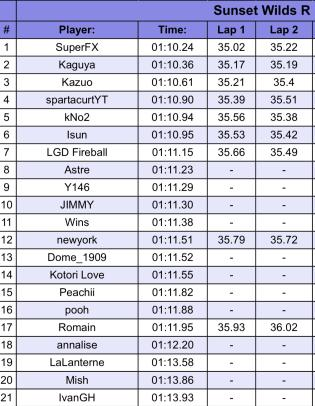 Sunset Wilds R
# Player: Time: Lap 1 Lap 2
1 SuperFX 01:10.24 35.02 35.22
2 Kaguya 01:10.36 35.17 35.19
3 Kazuo 01:10.61 35.21 35.4
4 spartacurtYT 01:10.90 35.39 35.51
5 kNo2 01:10.94 35.56 35.38
6 Isun 01:10.95 35.53 35.42
7 LGD Fireball 01:11.15 35.66 35.49
8 Astre 01:11.23 - -
9 Y146 01:11.29 - -
10 JIMMY 01:11.30 - -
11 Wins 01:11.38 - -
12 newyork 01:11.51 35.79 35.72
13 Dome_1909 01:11.52 - -
14 Kotori Love 01:11.55 - -
15 Peachii 01:11.82 - -
16 pooh 01:11.88 - -
17 Romain 01:11.95 35.93 36.02
18 annalise 01:12.20 - -
19 LaLanterne 01:13.58 - -
20 Mish 01:13.86 - -
21 IvanGH 01:13.93 - -